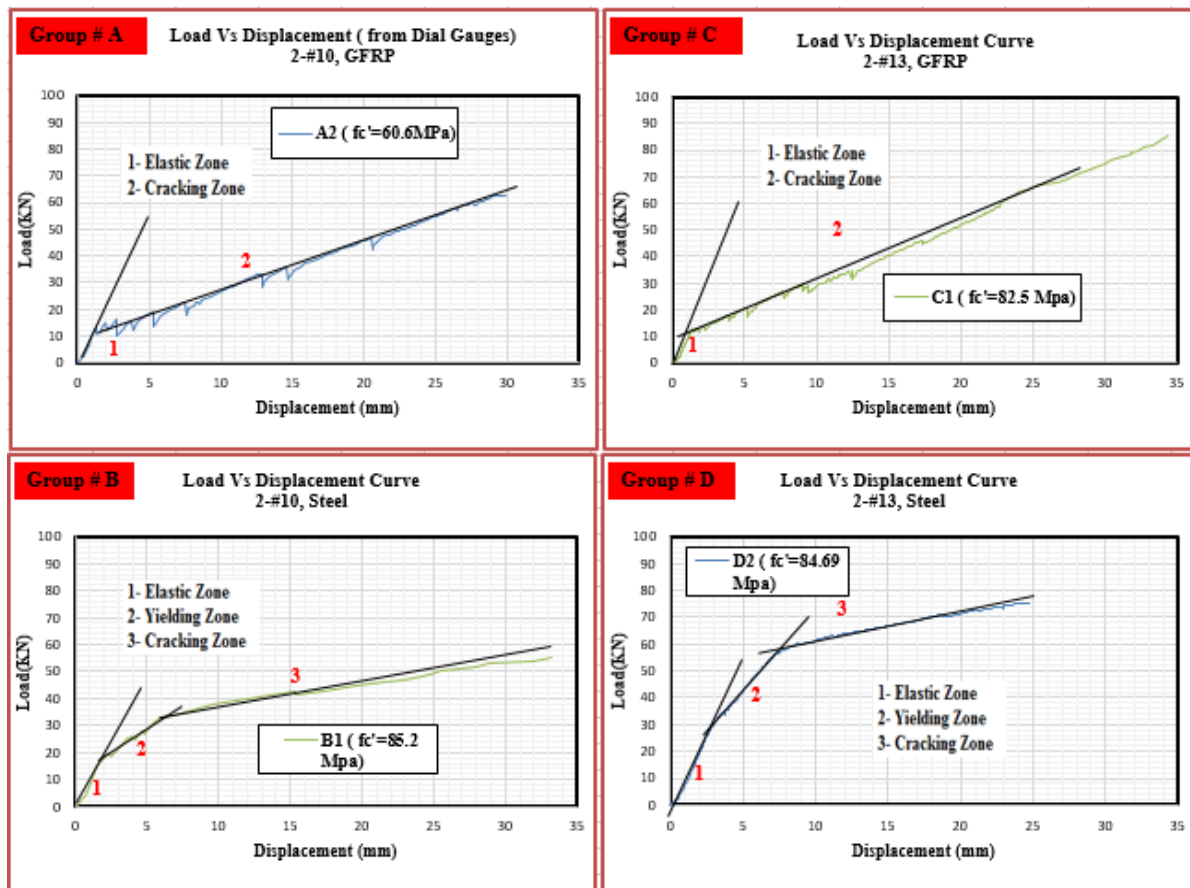 Group # A
Load Vs Displacement ( from Dial Gauges)
2-#10, GFRP
100
90
80
70
60
50
40
30
20
10
0
Load(KN)
A2 ( fc'=60.6MPa)
1- Elastic Zone
2- Cracking Zone
2
1
0
5
10
15
20
25
30
35
Displacement (mm)
Group # C
Load Vs Displacement Curve
2-#13, GFRP
100
90
80
70
60
50
40
30
20
10
0
Load(KN)
1- Elastic Zone
2- Cracking Zone
2
C1 ( fc'=82.5 Mpa)
1
0
5
10
15
20
25
30
35
Displacement (mm)
Group # B
Load Vs Displacement Curve
2-#10, Steel
100
90
80
70
60
50
40
30
20
10
0
Load(KN)
1- Elastic Zone
2- Yielding Zone
3- Cracking Zone
3
2
B1 ( fc'=85.2
Mpa)
1
0
5
10
15
20
25
30
35
Displacement (mm)
Group # D
Load Vs Displacement Curve
2-#13, Steel
100
90
80
70
60
50
40
30
20
10
0
Load(KN)
D2 ( fc'=84.69
Mpa)
3
2
1- Elastic Zone
2- Yielding Zone
3- Cracking Zone
1
0
5
10
15
20
25
30
35
Displacement (mm)